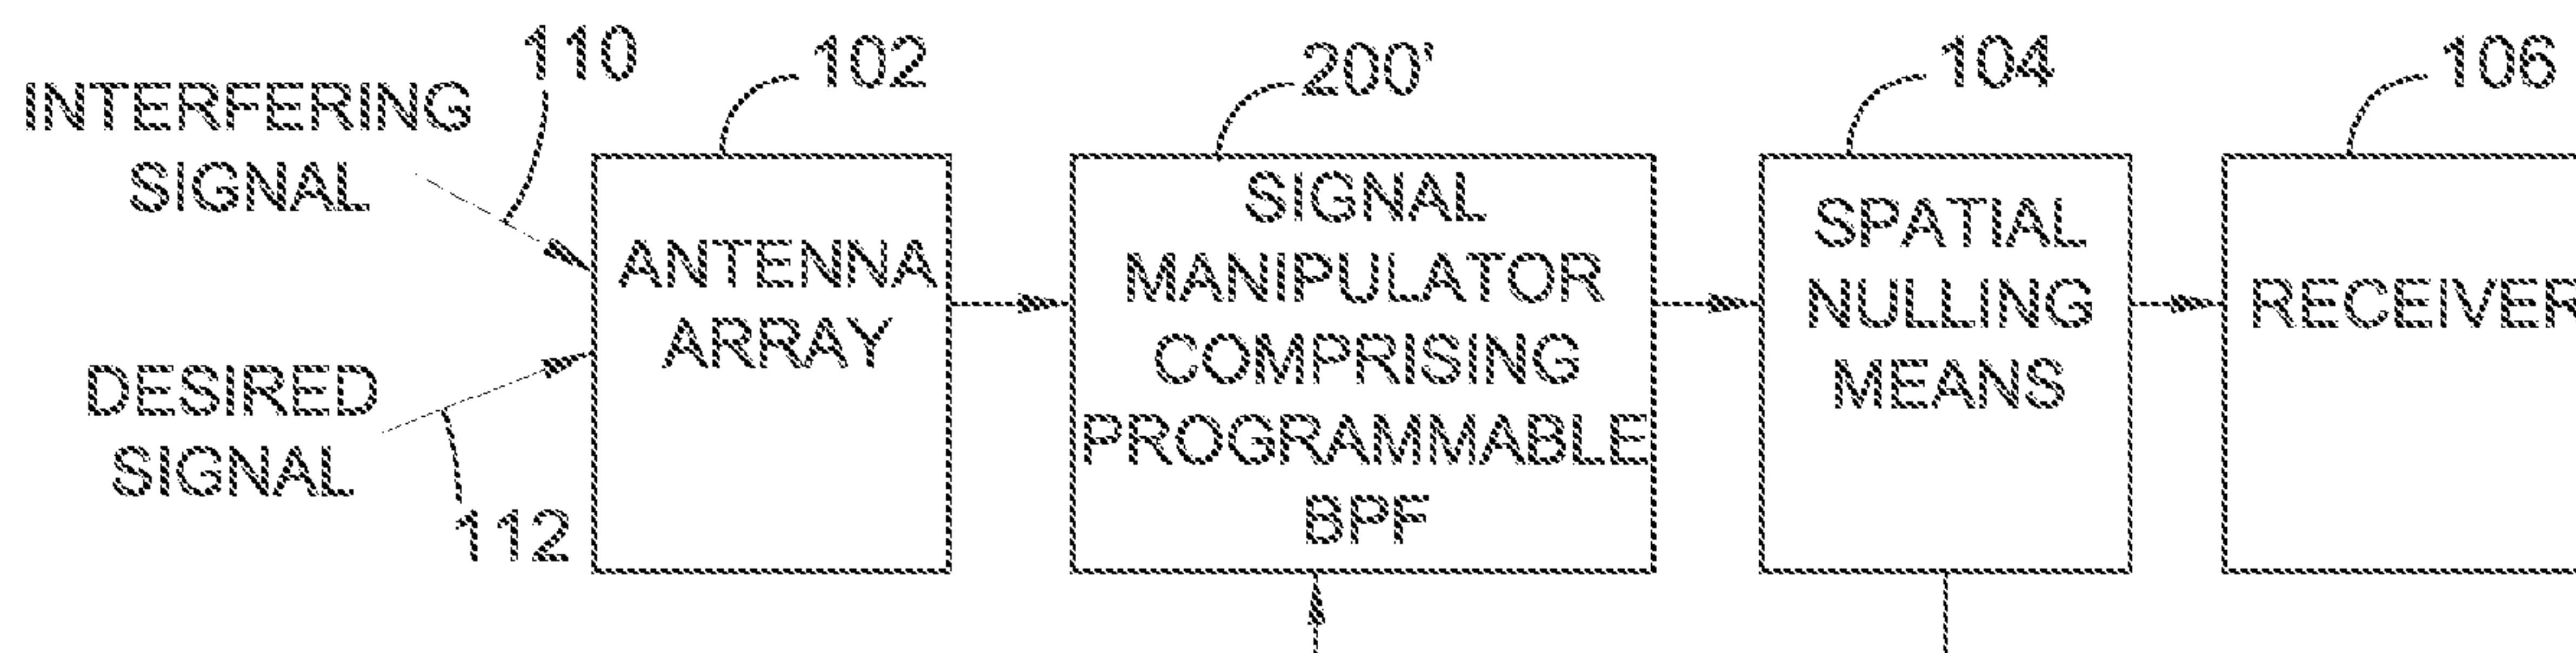 110
102
200'
104
106
INTERFERING
SIGNAL
DESIRED
SIGNAL
112
ANTENNA
ARRAY
SIGNAL
MANIPULATOR
COMPRISING
PROGRAMMABLE
BPF
SPATIAL
NULLING
MEANS
RECEIVER